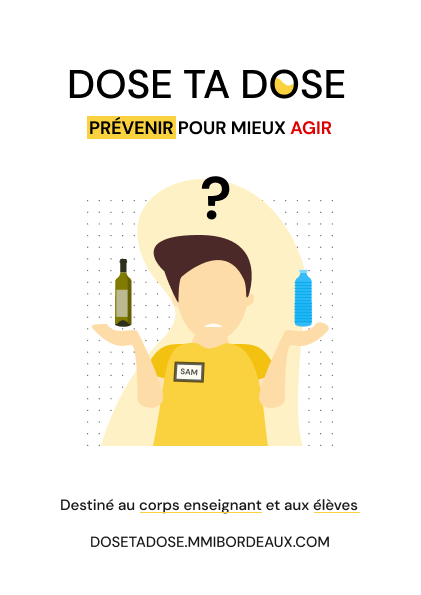 DOSE TA DOSE
PRÉVENIR POUR MIEUX AGIR
?
SAM
Destiné au corps enseignant et aux élèves
DOSETADOSE.MMIBORDEAUX.COM